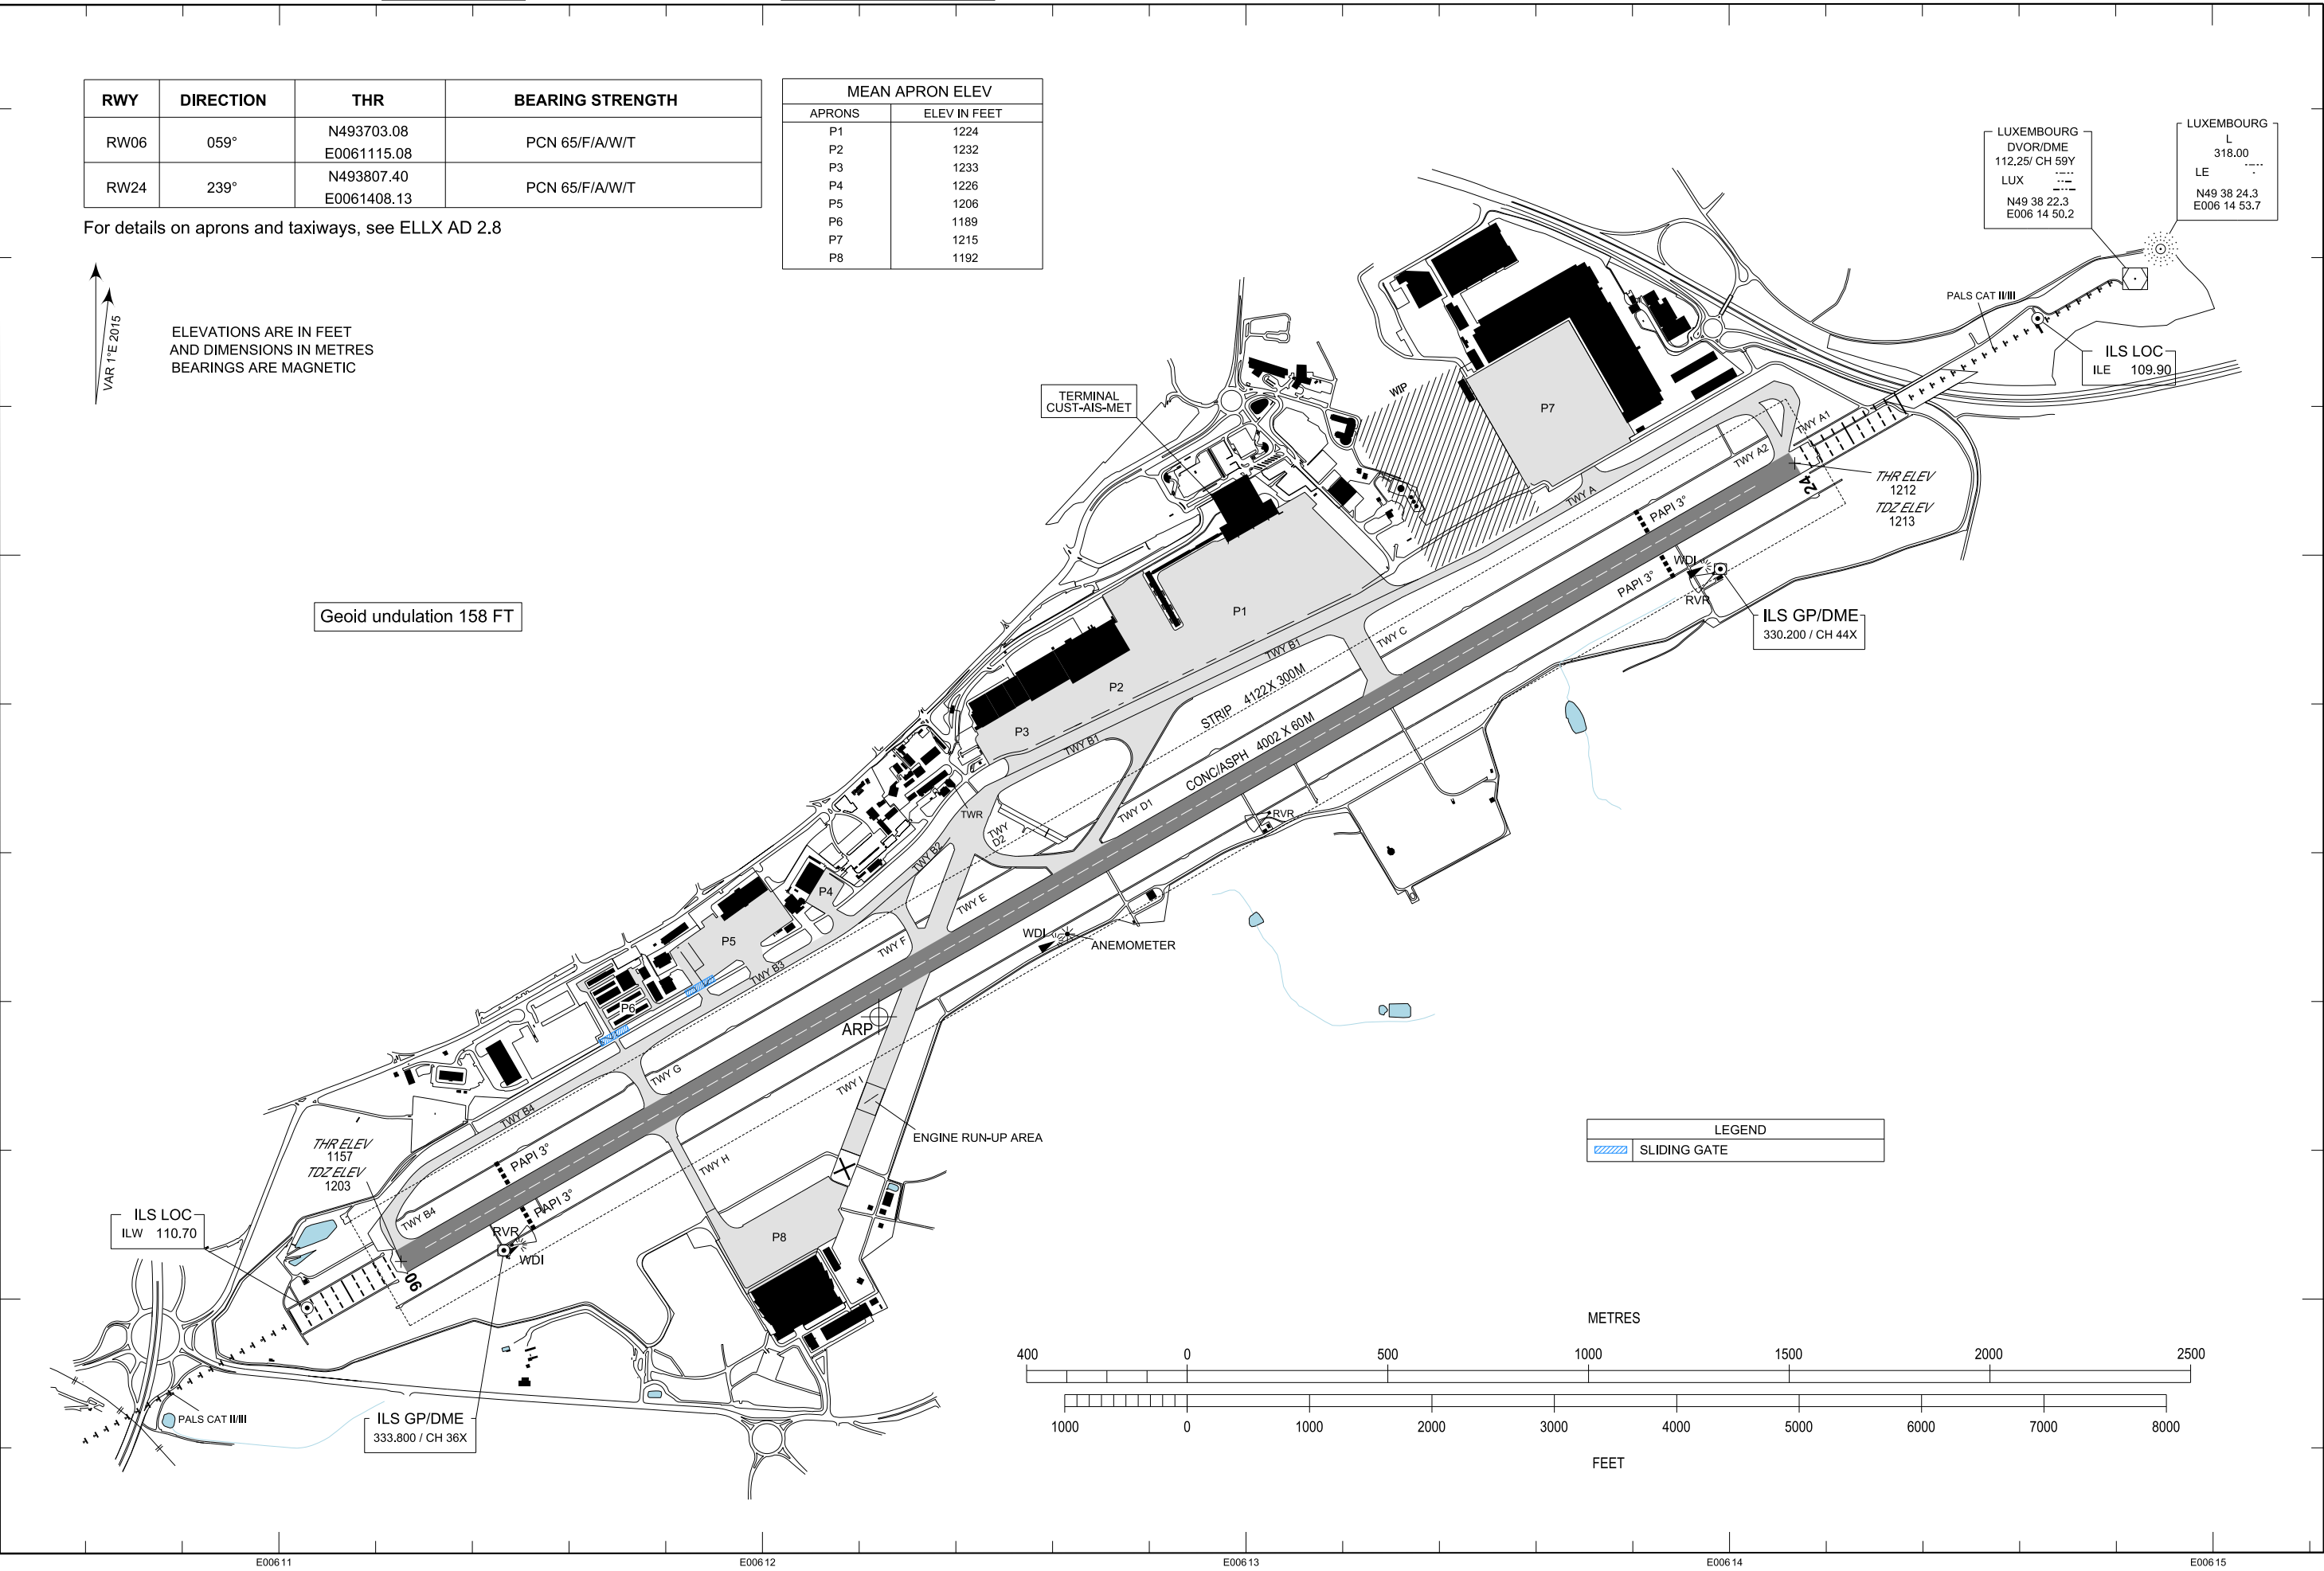 RWY DIRECTION THR BEARING STRENGTH
RW06 059° N493703.08 E0061115.08 PCN 65/F/A/W/T
RW24 239° N493807.40 E0061408.13 PCN 65/F/A/W/T
For details on aprons and taxiways, see ELLX AD 2.8
MEAN APRON ELEV
APRONS ELEV IN FEET
P1 1224
P2 1232
P3 1233
P4 1226
P5 1206
P6 1189
P7 1215
P8 1192
LUXEMBOURG
DVOR/DME
112.25/ CH 59Y
LUX
N49 38 22.3
E006 14 50.2
LUXEMBOURG
L
318.00
LE
N49 38 24.3
E006 14 53.7
VAR 1°E 2015
ELEVATIONS ARE IN FEET
AND DIMENSIONS IN METRES
BEARINGS ARE MAGNETIC
PALS CAT II/III
ILS LOC
ILE 109.90
TERMINAL
CUST-AIS-MET
WIP
P7
TWY A1
TWY A2
TWY A
24
THR ELEV
1212
TDZ ELEV
1213
PAPI 3°
PAPI 3°
WDI
RVR
ILS GP/DME
330.200 / CH 44X
Geoid undulation 158 FT
P1
TWY C
TWY B1
P2
STRIP 4122X 300M
CONC/ASPH 4002 X 60M
P3
TWY B1
TWY D1
TWR
TWY
D2
RVR
TWY B2
P4
TWY E
P5
TWY F
WDI
ANEMOMETER
TWY B3
P6
ARP
TWY G
TWY I
TWY B4
ENGINE RUN-UP AREA
THR ELEV
1157
TDZ ELEV
1203
PAPI 3°
PAPI 3°
TWY H
TWY B4
RVR
WDI
P8
ILS LOC
ILW 110.70
06
PALS CAT II/III
ILS GP/DME
333.800 / CH 36X
LEGEND
SLIDING GATE
METRES
400 0 500 1000 1500 2000 2500
1000 0 1000 2000 3000 4000 5000 6000 7000 8000
FEET
E00611 E00612 E00613 E00614 E00615